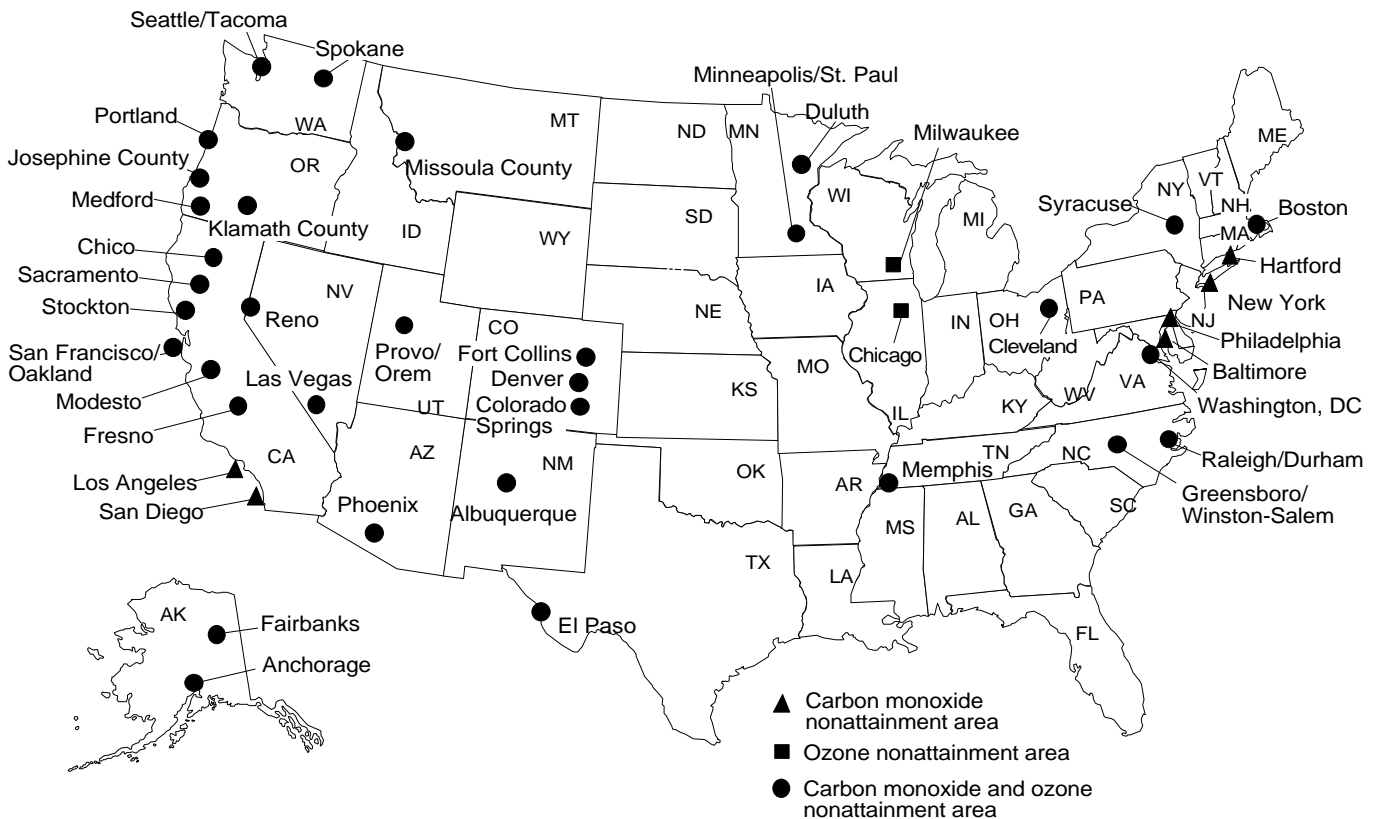 Seattle/Tacoma
Spokane
Minneapolis/St. Paul
Duluth
Milwaukee
Portland
WA
MT
ND
MN
ME
Josephine County
OR
Missoula County
WI
MI
NY
VT
NH
Medford
Klamath County
ID
WY
SD
Syracuse
Boston
MA
Chico
Sacramento
NV
IA
Hartford
Stockton
Reno
NE
PA
New York
San Francisco/
Oakland
Provo/
Orem
CO
Fort Collins
Denver
Colorado
Springs
Chicago
IN
OH
Cleveland
NJ
Philadelphia
Modesto
Las Vegas
UT
KS
MO
IL
KY
WV
VA
Baltimore
Washington, DC
Fresno
CA
AZ
NM
OK
AR
Memphis
TN
NC
Raleigh/Durham
Los Angeles
San Diego
Phoenix
Albuquerque
MS
AL
GA
SC
Greensboro/
Winston-Salem
TX
LA
FL
AK
Fairbanks
Anchorage
El Paso
Carbon monoxide
nonattainment area
Ozone nonattainment area
Carbon monoxide and ozone
nonattainment area